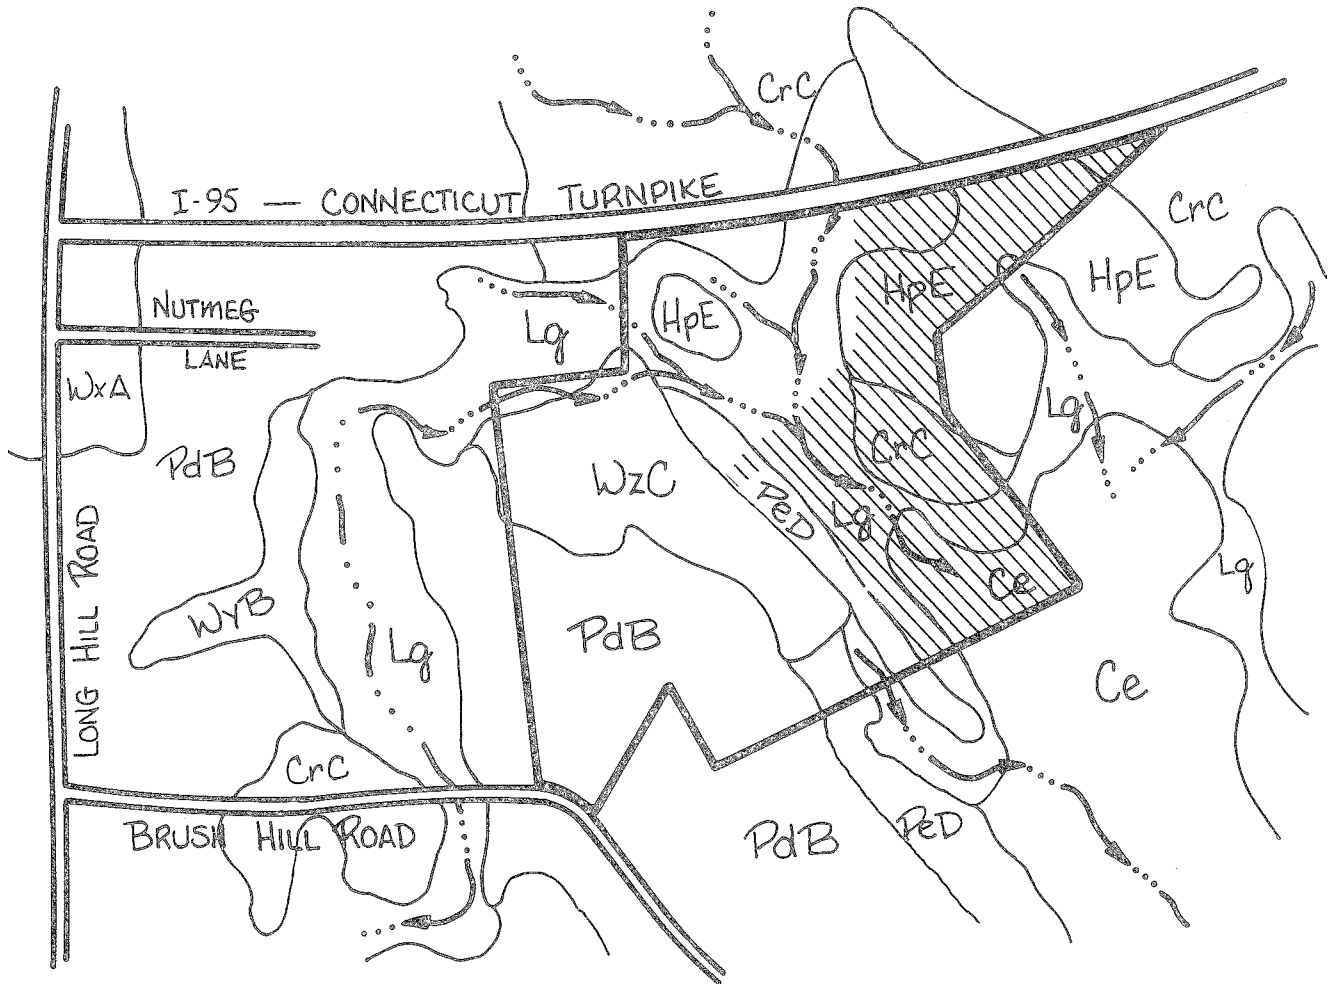 CrC
I-95 — CONNECTICUT TURNPIKE
CrC
HpE
HpE
NUTMEG
LANE
Lg
HpE
WxA
Lg
PdB
CrC
WzC
PeD
Lg
Lg
Ce
WyB
PdB
Lg
Ce
LONG HILL ROAD
CrC
BRUSH HILL ROAD
PdB
PeD